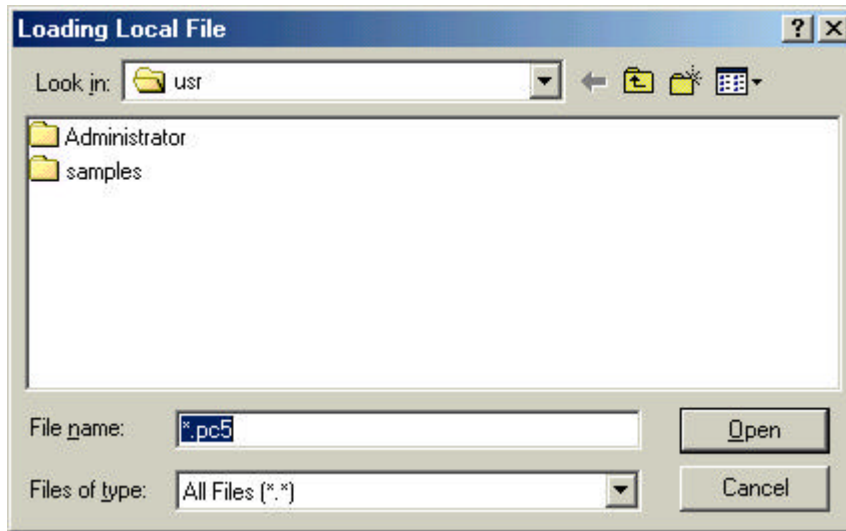 Loading Local File
Look in: usr
Administrator
samples
File name: *.pc5 Open
Files of type: All Files (*.*) Cancel